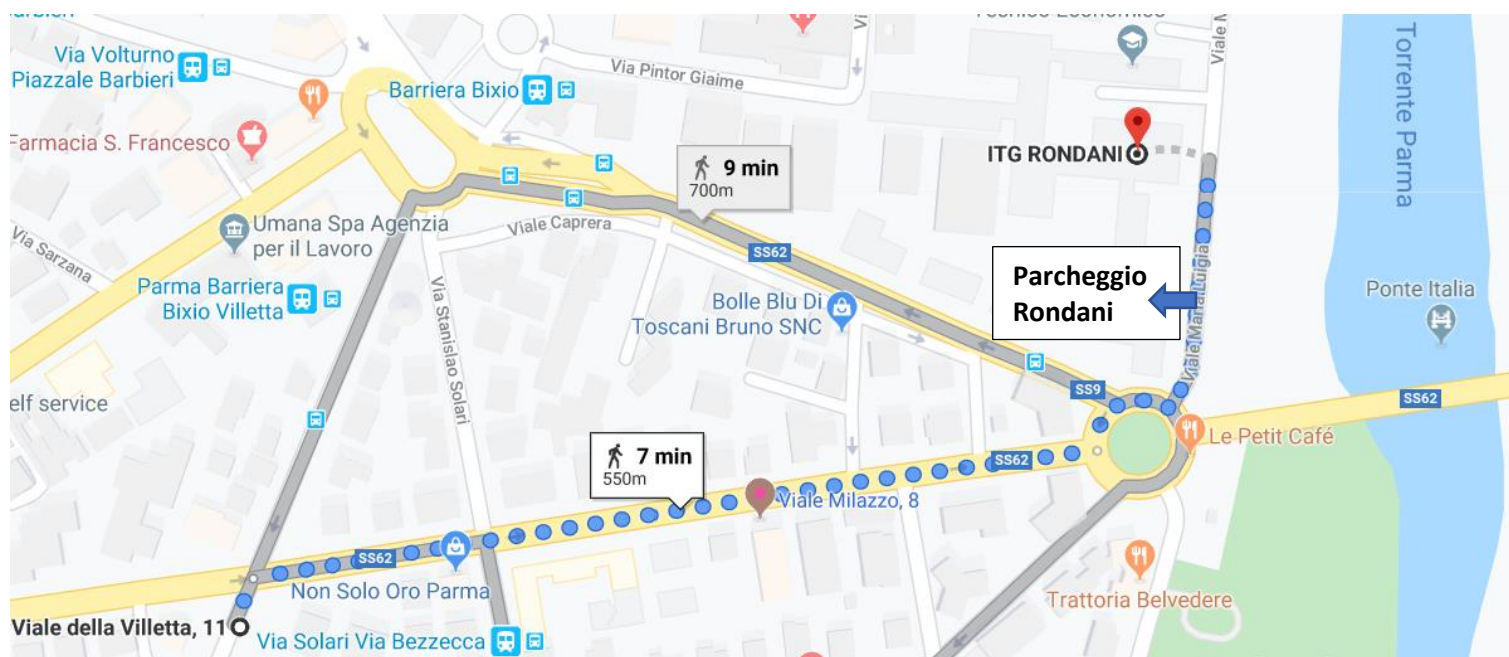 Via Volturno
Piazzale Barbieri
Barriera Bixio
Via Pintor Giaime
Tecnico Economico
Torrente Parma
Farmacia S. Francesco
ITG RONDANI
9 min
700m
Umana Spa Agenzia
per il Lavoro
Viale Caprera
SS62
Via Sarzana
Parma Barriera
Bixio Villetta
Via Stanislao Solari
Bolle Blu Di
Toscani Bruno SNC
Parcheggio
Rondani
Viale Maria Luigia
Ponte Italia
elf service
SS9
SS62
Le Petit Café
7 min
550m
SS62
Viale Milazzo, 8
SS62
Non Solo Oro Parma
Trattoria Belvedere
Viale della Villetta, 11
Via Solari Via Bezzecca